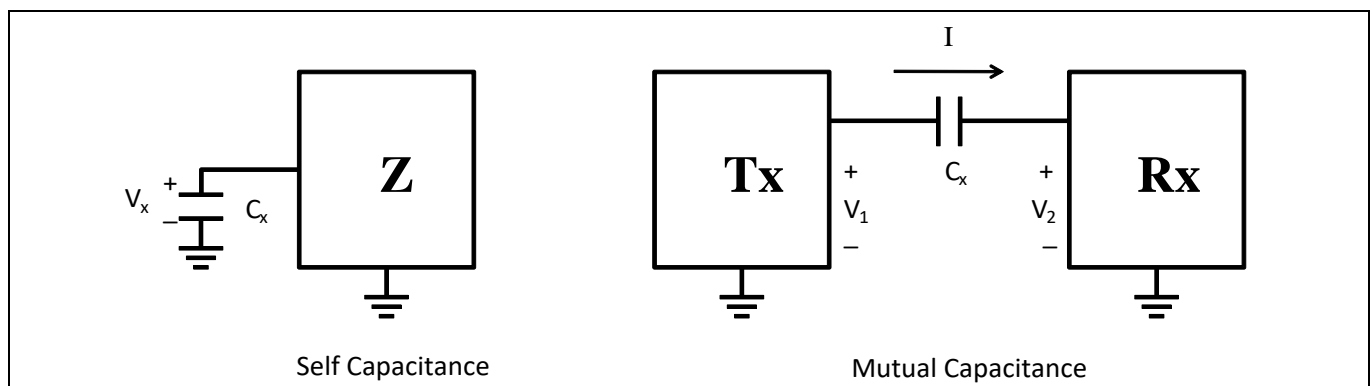 I
Z
Tx
Rx
+
Vₓ
–
Cₓ
+
V₁
–
Cₓ
+
V₂
–
Self Capacitance
Mutual Capacitance